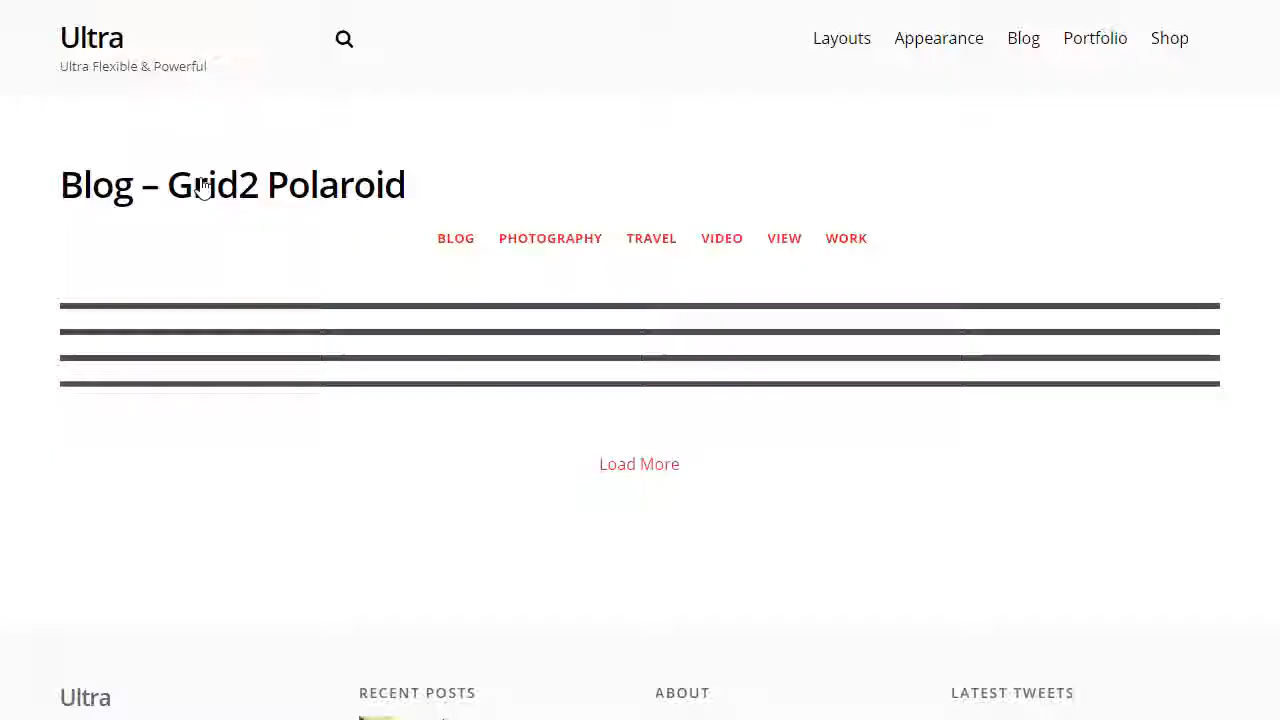 Ultra
Ultra Flexible & Powerful
Layouts Appearance Blog Portfolio Shop
Blog – Grid2 Polaroid
BLOG PHOTOGRAPHY TRAVEL VIDEO VIEW WORK
Load More
Ultra
RECENT POSTS
ABOUT
LATEST TWEETS